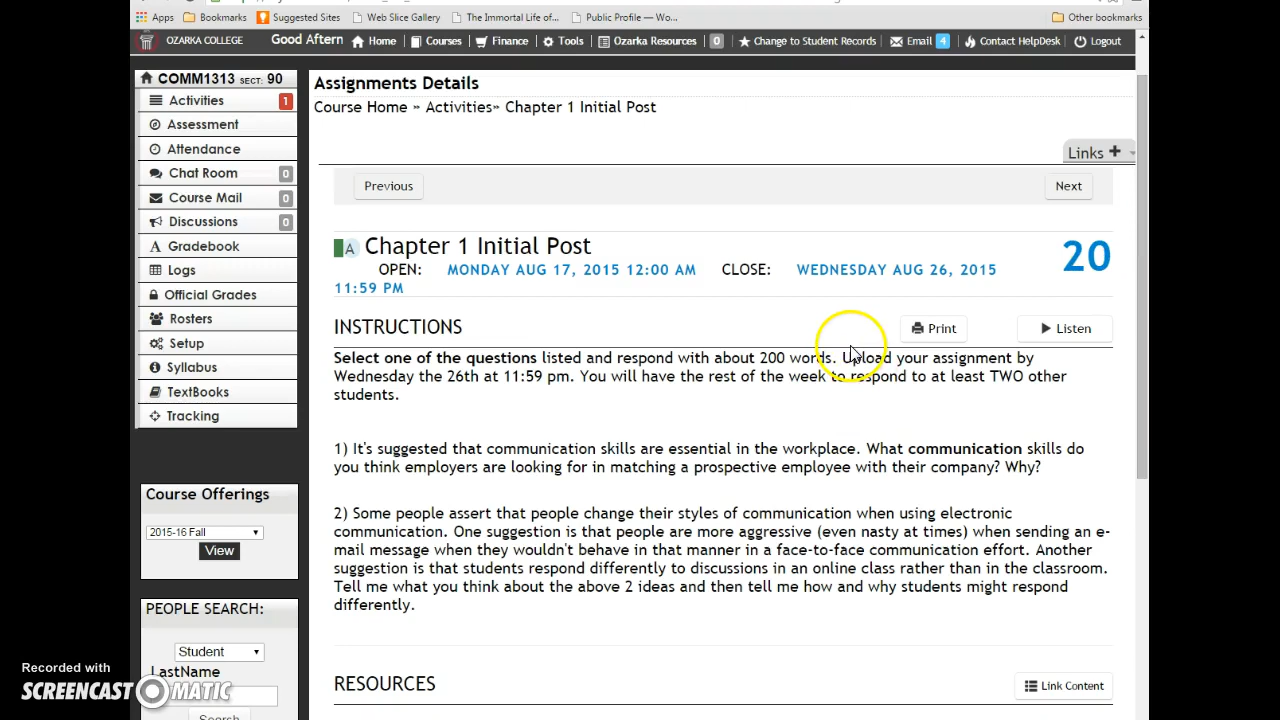 Apps Bookmarks Suggested Sites Web Slice Gallery The Immortal Life of... Public Profile — Wo... Other bookmarks
OZARKA COLLEGE Good Aftern Home Courses Finance Tools Ozarka Resources 0 Change to Student Records Email 4 Contact HelpDesk Logout
COMM1313 SECT: 90
Activities 1
Assessment
Attendance
Chat Room 0
Course Mail 0
Discussions 0
Gradebook
Logs
Official Grades
Rosters
Setup
Syllabus
TextBooks
Tracking
Course Offerings
2015-16 Fall
View
PEOPLE SEARCH:
Student
LastName
Search
Assignments Details
Course Home » Activities» Chapter 1 Initial Post
Links +
Previous Next
A Chapter 1 Initial Post 20
OPEN: MONDAY AUG 17, 2015 12:00 AM CLOSE: WEDNESDAY AUG 26, 2015
11:59 PM
INSTRUCTIONS Print Listen
Select one of the questions listed and respond with about 200 words. Upload your assignment by
Wednesday the 26th at 11:59 pm. You will have the rest of the week to respond to at least TWO other
students.
1) It's suggested that communication skills are essential in the workplace. What communication skills do
you think employers are looking for in matching a prospective employee with their company? Why?
2) Some people assert that people change their styles of communication when using electronic
communication. One suggestion is that people are more aggressive (even nasty at times) when sending an e-
mail message when they wouldn't behave in that manner in a face-to-face communication effort. Another
suggestion is that students respond differently to discussions in an online class rather than in the classroom.
Tell me what you think about the above 2 ideas and then tell me how and why students might respond
differently.
RESOURCES Link Content
Recorded with
SCREENCAST MATIC